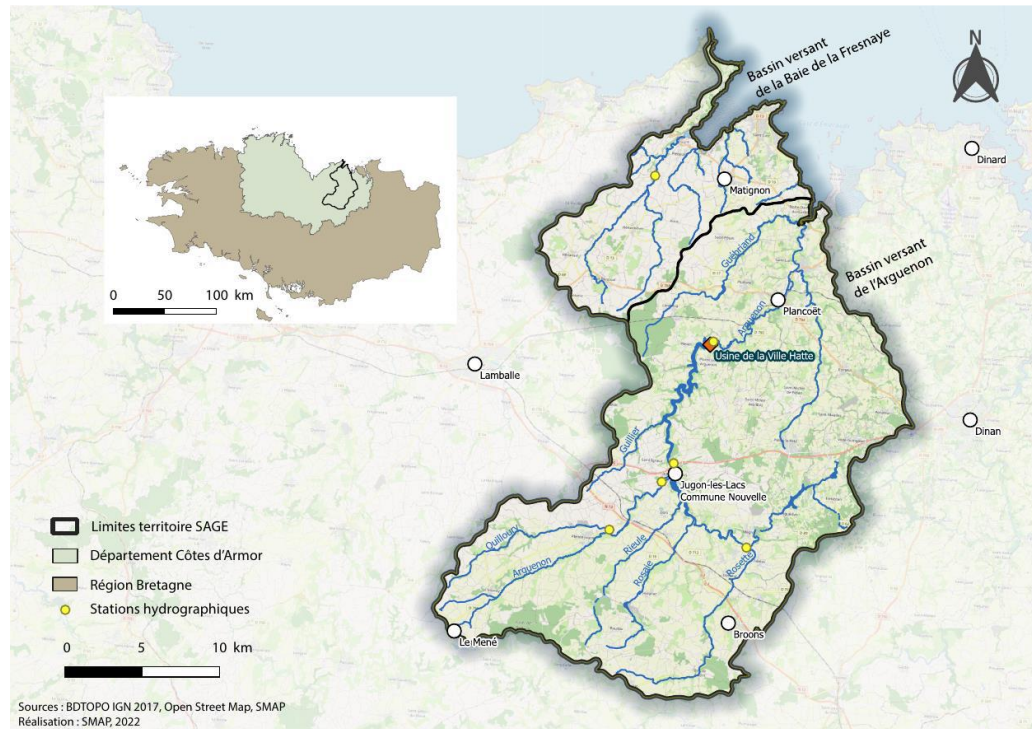 Bassin versant
de la Baie de la Fresnaye
N
Dinard
Matignon
Guébriand
Bassin versant
de l'Arguenon
0 50 100 km
Arguenon
Plancoët
Usine de la Ville Hatte
Lamballe
Dinan
Guillier
Jugon-les-Lacs
Commune Nouvelle
Limites territoire SAGE
Département Côtes d'Armor
Région Bretagne
Stations hydrographiques
Quilloury
Arguenon
Rieule
Rosaie
Rosette
Broons
Le Mené
0 5 10 km
Sources : BDTOPO IGN 2017, Open Street Map, SMAP
Réalisation : SMAP, 2022